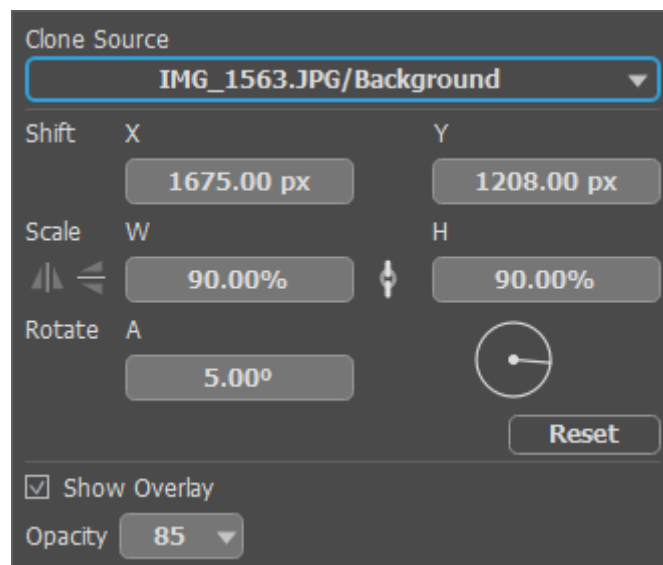 Clone Source
IMG_1563.JPG/Background
Shift X Y
1675.00 px 1208.00 px
Scale W H
90.00% 90.00%
Rotate A
5.00º
Reset
Show Overlay
Opacity 85